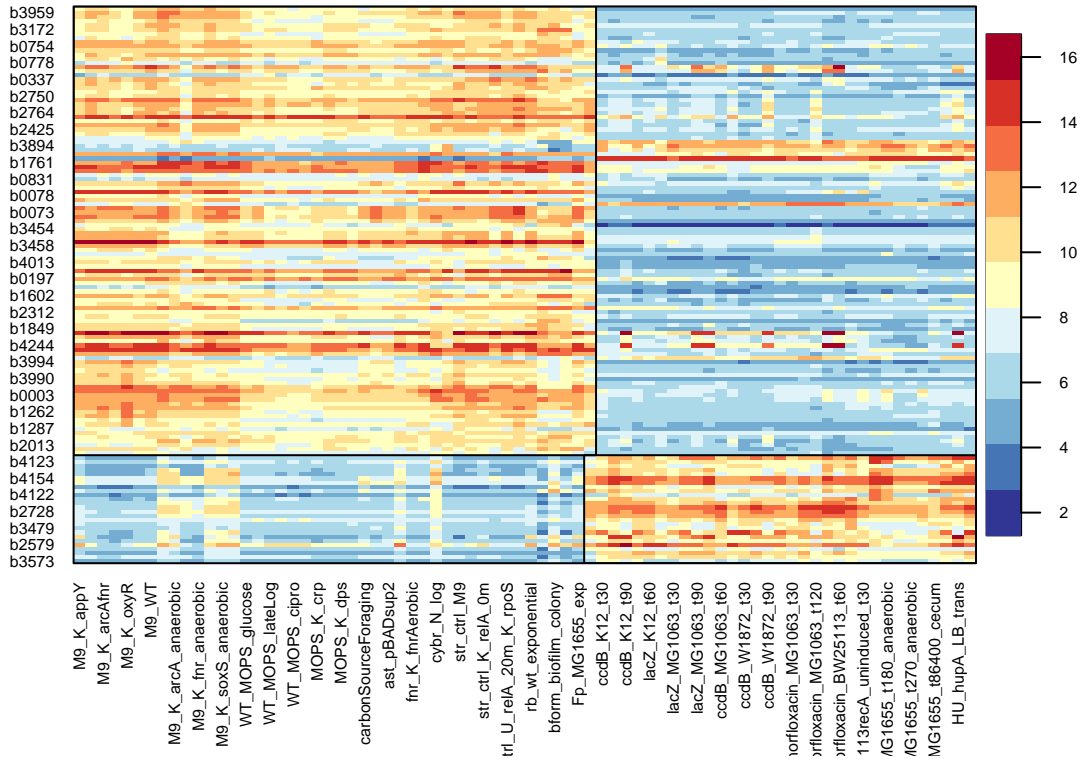 b3959
b3172
b0754
b0778
b0337
b2750
b2764
b2425
b3894
b1761
b0831
b0078
b0073
b3454
b3458
b4013
b0197
b1602
b2312
b1849
b4244
b3994
b3990
b0003
b1262
b1287
b2013
b4123
b4154
b4122
b2728
b3479
b2579
b3573
16
14
12
10
8
6
4
2
M9_K_appY
M9_K_arcAfnr
M9_K_oxyR
M9_WT
M9_K_arcA_anaerobic
M9_K_fnr_anaerobic
M9_K_soxS_anaerobic
WT_MOPS_glucose
WT_MOPS_lateLog
WT_MOPS_cipro
MOPS_K_crp
MOPS_K_dps
carbonSourceForaging
ast_pBADsup2
fnr_K_fnrAerobic
cybr_N_log
str_ctrl_M9
str_ctrl_K_relA_0m
trl_U_relA_20m_K_rpoS
rb_wt_exponential
bform_biofilm_colony
Fp_MG1655_exp
ccdB_K12_t30
ccdB_K12_t90
lacZ_K12_t60
lacZ_MG1063_t30
lacZ_MG1063_t90
ccdB_MG1063_t60
ccdB_W1872_t30
ccdB_W1872_t90
norfloxacin_MG1063_t30
orfloxacin_MG1063_t120
orfloxacin_BW25113_t60
113recA_uninduced_t30
MG1655_t180_anaerobic
MG1655_t270_anaerobic
MG1655_t86400_cecum
HU_hupA_LB_trans